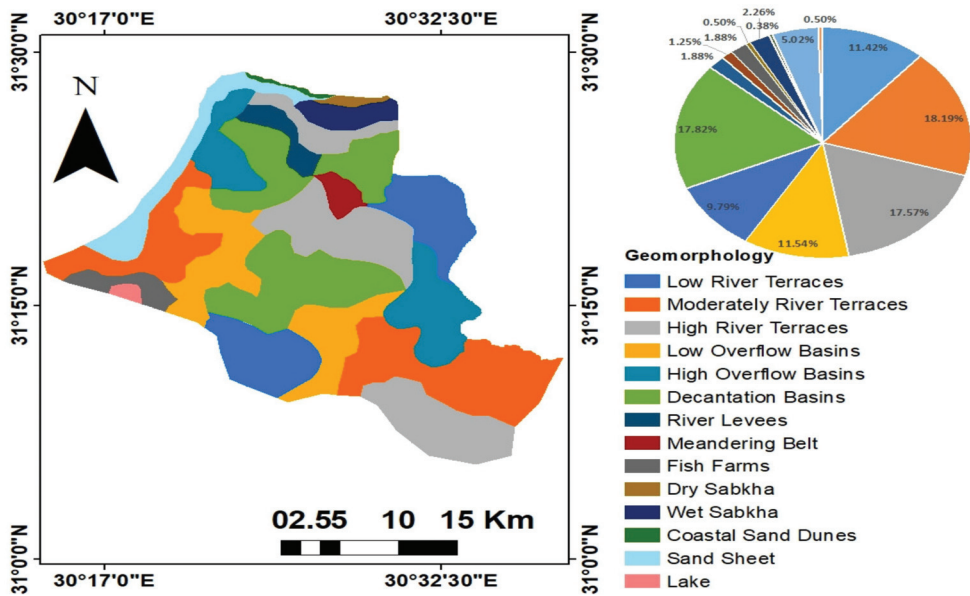 30°17'0"E 30°32'30"E
31°30'0"N
31°30'0"N
N
31°15'0"N
31°15'0"N
02.55 10 15 Km
31°0'0"N
31°0'0"N
30°17'0"E 30°32'30"E
2.26%
0.50%
0.38%
0.50%
1.88%
1.25%
1.88%
5.02%
11.42%
18.19%
17.82%
17.57%
9.79%
11.54%
Geomorphology
Low River Terraces
Moderately River Terraces
High River Terraces
Low Overflow Basins
High Overflow Basins
Decantation Basins
River Levees
Meandering Belt
Fish Farms
Dry Sabkha
Wet Sabkha
Coastal Sand Dunes
Sand Sheet
Lake